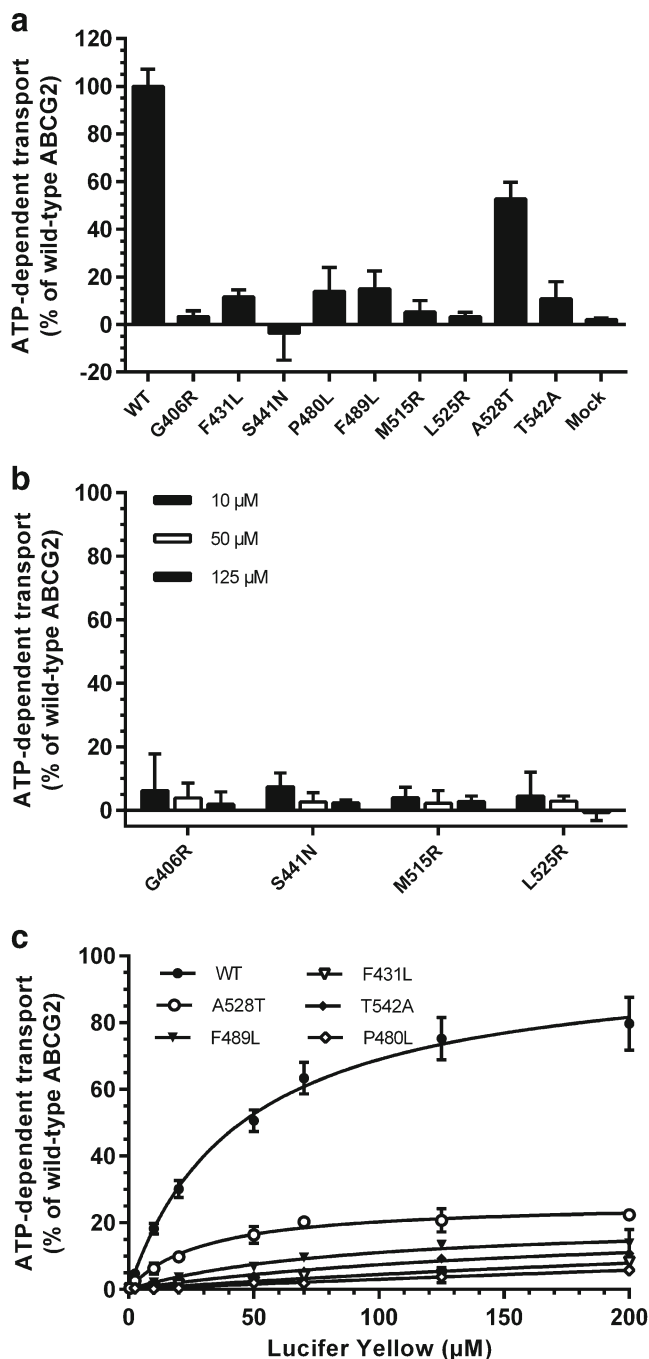 a
ATP-dependent transport
(% of wild-type ABCG2)
120
100
80
60
40
20
0
-20
WT
G406R
F431L
S441N
P480L
F489L
M515R
L525R
A528T
T542A
Mock
b
ATP-dependent transport
(% of wild-type ABCG2)
100
80
60
40
20
0
10 µM
50 µM
125 µM
G406R
S441N
M515R
L525R
c
ATP-dependent transport
(% of wild-type ABCG2)
100
80
60
40
20
0
WT
A528T
F489L
F431L
T542A
P480L
0
50
100
150
200
Lucifer Yellow (µM)